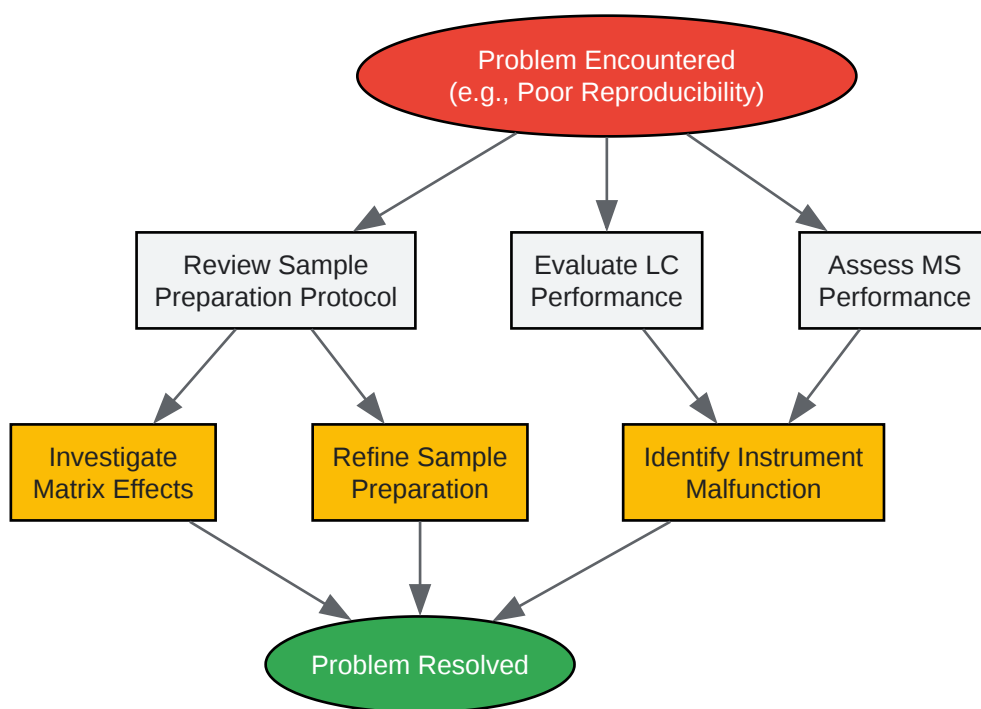 Problem Encountered
(e.g., Poor Reproducibility)
Review Sample
Preparation Protocol
Evaluate LC
Performance
Assess MS
Performance
Investigate
Matrix Effects
Refine Sample
Preparation
Identify Instrument
Malfunction
Problem Resolved